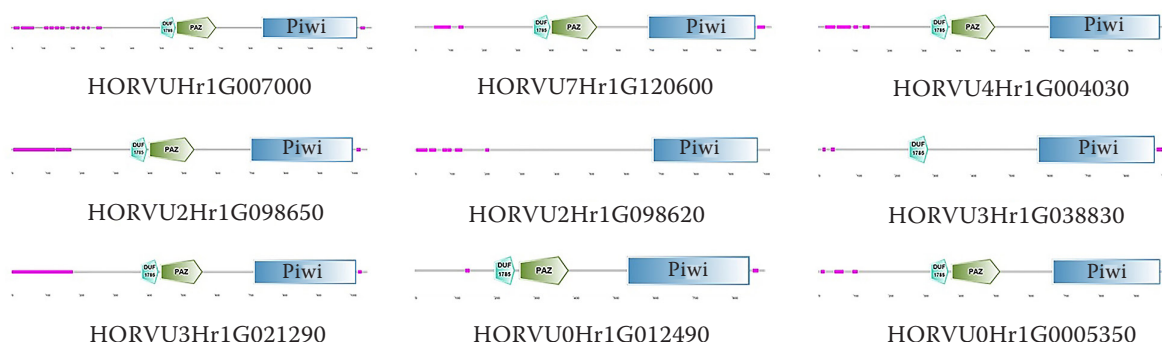 DUF 1785 PAZ Piwi
HORVUHr1G007000
DUF 1785 PAZ Piwi
HORVU7Hr1G120600
DUF 1785 PAZ Piwi
HORVU4Hr1G004030
DUF 1785 PAZ Piwi
HORVU2Hr1G098650
Piwi
HORVU2Hr1G098620
DUF 1785 Piwi
HORVU3Hr1G038830
DUF 1785 PAZ Piwi
HORVU3Hr1G021290
DUF 1785 PAZ Piwi
HORVU0Hr1G012490
DUF 1785 PAZ Piwi
HORVU0Hr1G0005350